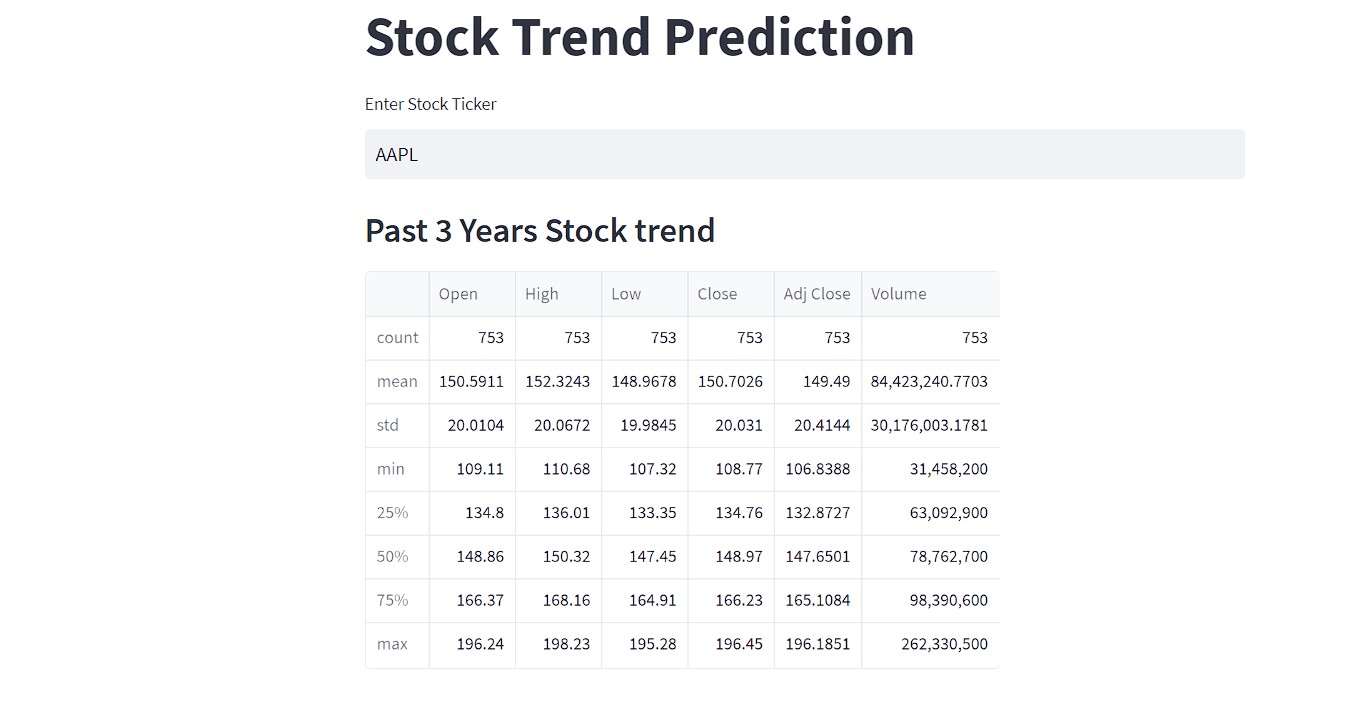 Stock Trend Prediction
Enter Stock Ticker
AAPL
Past 3 Years Stock trend
Open High Low Close Adj Close Volume
count 753 753 753 753 753 753
mean 150.5911 152.3243 148.9678 150.7026 149.49 84,423,240.7703
std 20.0104 20.0672 19.9845 20.031 20.4144 30,176,003.1781
min 109.11 110.68 107.32 108.77 106.8388 31,458,200
25% 134.8 136.01 133.35 134.76 132.8727 63,092,900
50% 148.86 150.32 147.45 148.97 147.6501 78,762,700
75% 166.37 168.16 164.91 166.23 165.1084 98,390,600
max 196.24 198.23 195.28 196.45 196.1851 262,330,500